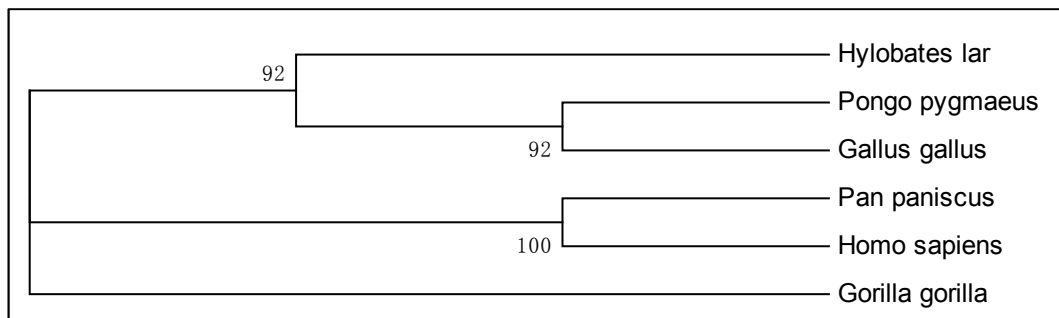 92
Hylobates lar
Pongo pygmaeus
92
Gallus gallus
Pan paniscus
100
Homo sapiens
Gorilla gorilla